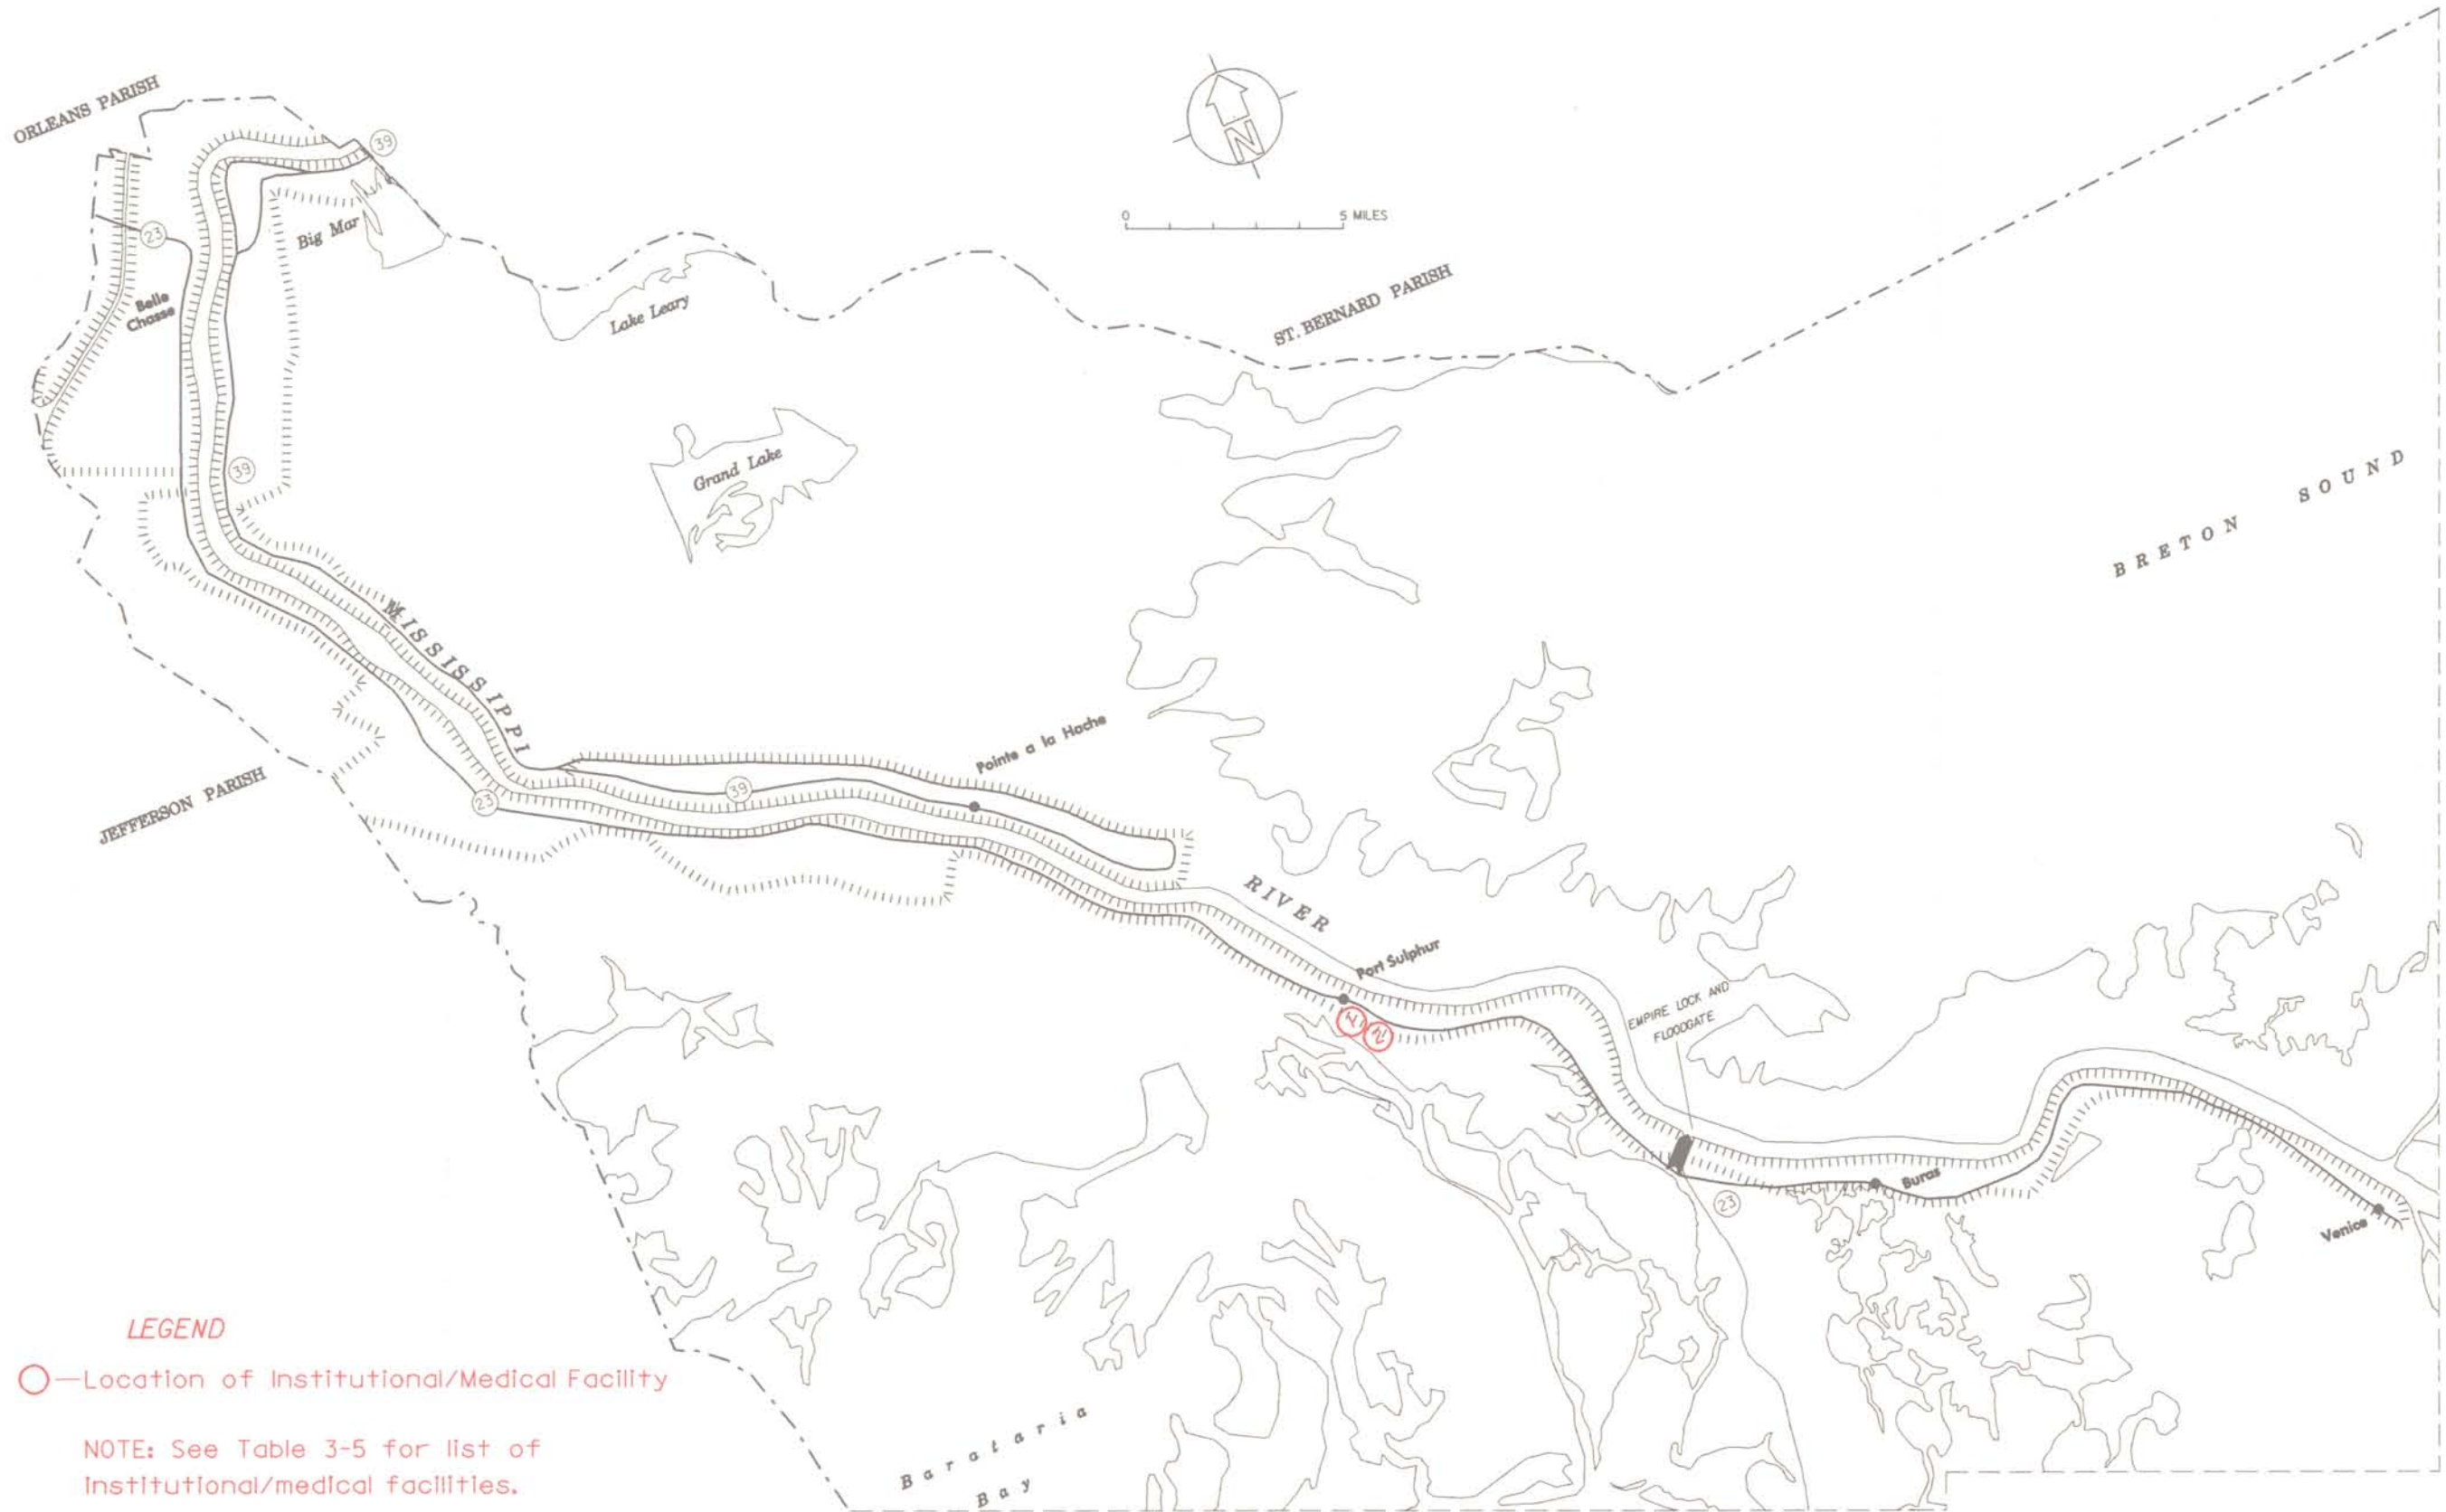 ORLEANS PARISH
39
N
0 5 MILES
23
Big Mar
Belle
Chasse
Lake Leary
ST. BERNARD PARISH
39
Grand Lake
BRETON SOUND
MISSISSIPPI
Pointe a la Hache
JEFFERSON PARISH
39
23
RIVER
Port Sulphur
EMPIRE LOCK AND
FLOODGATE
Buras
23
Venice
LEGEND
Location of Institutional/Medical Facility
NOTE: See Table 3-5 for list of
institutional/medical facilities.
Barataria
Bay